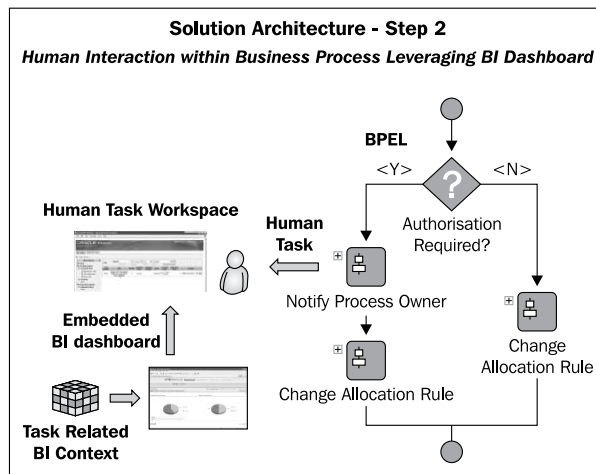 Solution Architecture - Step 2
Human Interaction within Business Process Leveraging BI Dashboard
BPEL
<Y>
<N>
?
Authorisation
Required?
Human Task Workspace
Human
Task
Notify Process Owner
Embedded
BI dashboard
Change
Allocation Rule
Change Allocation Rule
Task Related
BI Context